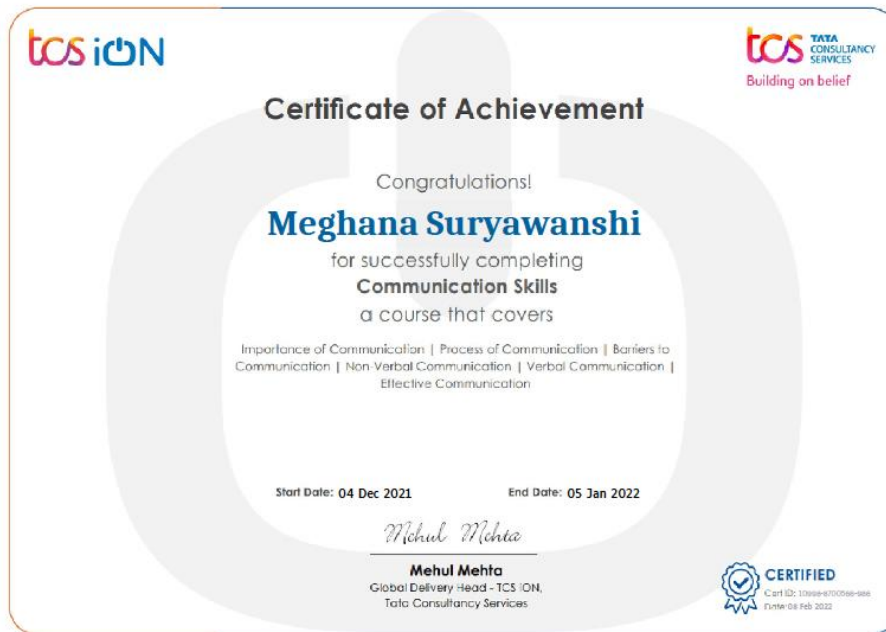 tcs iON
tcs TATA
CONSULTANCY
SERVICES
Building on belief
Certificate of Achievement
Congratulations!
Meghana Suryawanshi
for successfully completing
Communication Skills
a course that covers
Importance of Communication | Process of Communication | Barriers to
Communication | Non-Verbal Communication | Verbal Communication |
Effective Communication
Start Date: 04 Dec 2021
End Date: 05 Jan 2022
Mehul Mehta
Mehul Mehta
Global Delivery Head - TCS iON,
Tata Consultancy Services
CERTIFIED
Cert ID:
Date: 08 Feb 2022